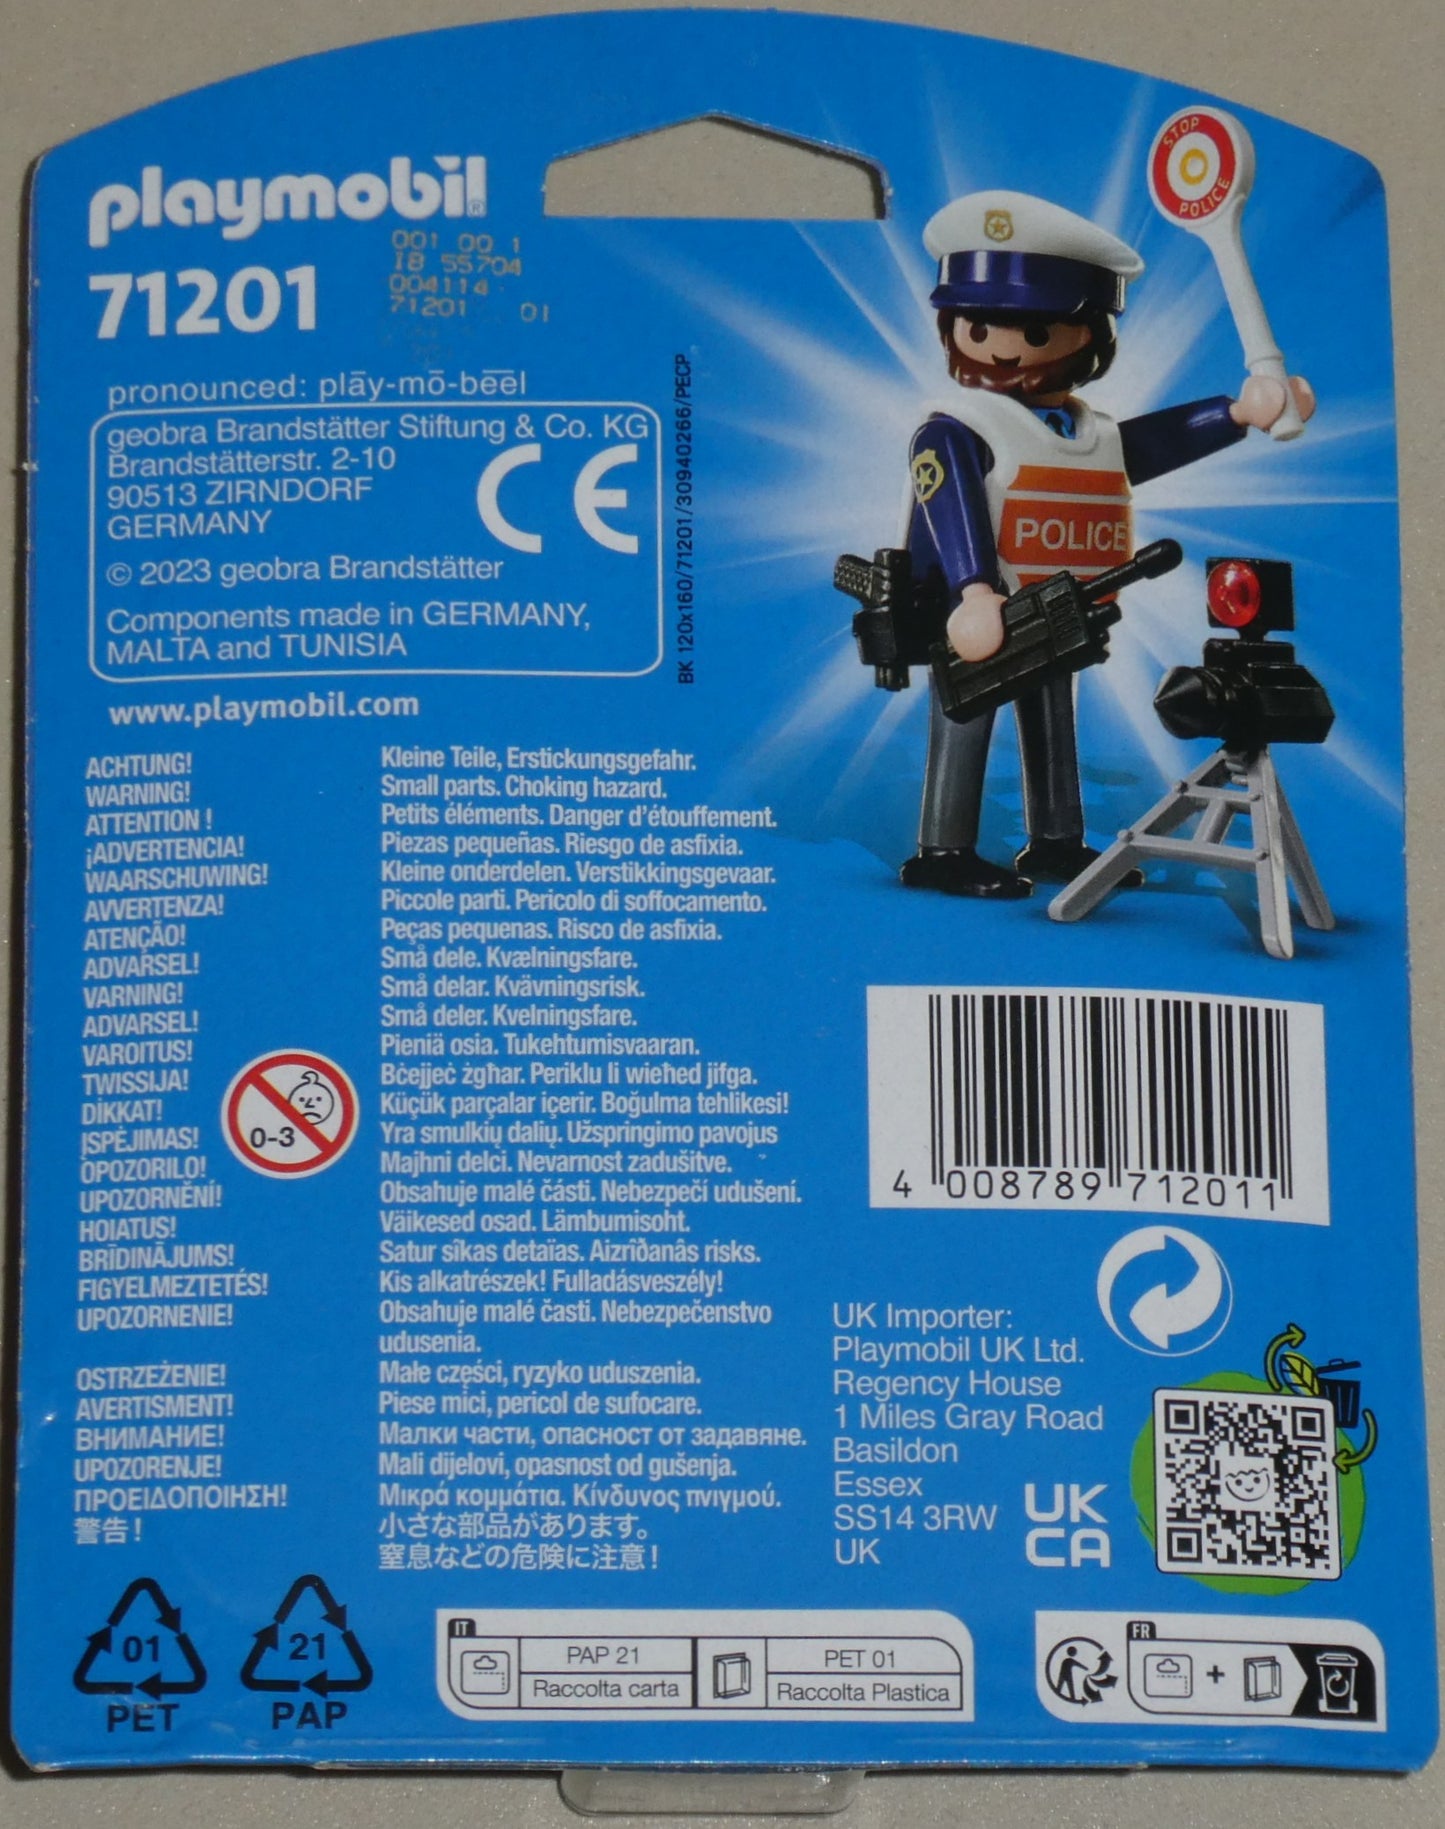 playmobil®
71201
001 00 1
18 55704
004114
71201 01
pronounced: plāy-mō-bēēl
geobra Brandstätter Stiftung & Co. KG
Brandstätterstr. 2-10
90513 ZIRNDORF
GERMANY
CE
© 2023 geobra Brandstätter
Components made in GERMANY,
MALTA and TUNISIA
www.playmobil.com
BK 120x160/71201/30940266/PECP
STOP
POLICE
POLICE
ACHTUNG! Kleine Teile, Erstickungsgefahr.
WARNING! Small parts. Choking hazard.
ATTENTION ! Petits éléments. Danger d'étouffement.
¡ADVERTENCIA! Piezas pequeñas. Riesgo de asfixia.
WAARSCHUWING! Kleine onderdelen. Verstikkingsgevaar.
AVVERTENZA! Piccole parti. Pericolo di soffocamento.
ATENÇÃO! Peças pequenas. Risco de asfixia.
ADVARSEL! Små dele. Kvælningsfare.
VARNING! Små delar. Kvävningsrisk.
ADVARSEL! Små deler. Kvelningsfare.
VAROITUS! Pieniä osia. Tukehtumisvaaran.
TWISSIJA! Bċejjeċ żgħar. Periklu li wieħed jifga.
DİKKAT! Küçük parçalar içerir. Boğulma tehlikesi!
ĮSPĖJIMAS! Yra smulkių dalių. Užspringimo pavojus
OPOZORILO! Majhni delci. Nevarnost zadušitve.
UPOZORNĚNÍ! Obsahuje malé části. Nebezpečí udušení.
HOIATUS! Väikesed osad. Lämbumisoht.
BRĪDINĀJUMS! Satur sîkas detaïas. Aizrîðanâs risks.
FIGYELMEZTETÉS! Kis alkatrészek! Fulladásveszély!
UPOZORNENIE! Obsahuje malé časti. Nebezpečenstvo
udusenia.
OSTRZEŻENIE! Małe części, ryzyko uduszenia.
AVERTISMENT! Piese mici, pericol de sufocare.
ВНИМАНИЕ! Малки части, опасност от задавяне.
UPOZORENJE! Mali dijelovi, opasnost od gušenja.
ΠΡΟΕΙΔΟΠΟΙΗΣΗ! Μικρά κομμάτια. Κίνδυνος πνιγμού.
警告! 小さな部品があります。
窒息などの危険に注意!
0-3
4 008789 712011
UK Importer:
Playmobil UK Ltd.
Regency House
1 Miles Gray Road
Basildon
Essex
SS14 3RW
UK
UK
CA
01
PET
21
PAP
IT
PAP 21
Raccolta carta
PET 01
Raccolta Plastica
FR
+